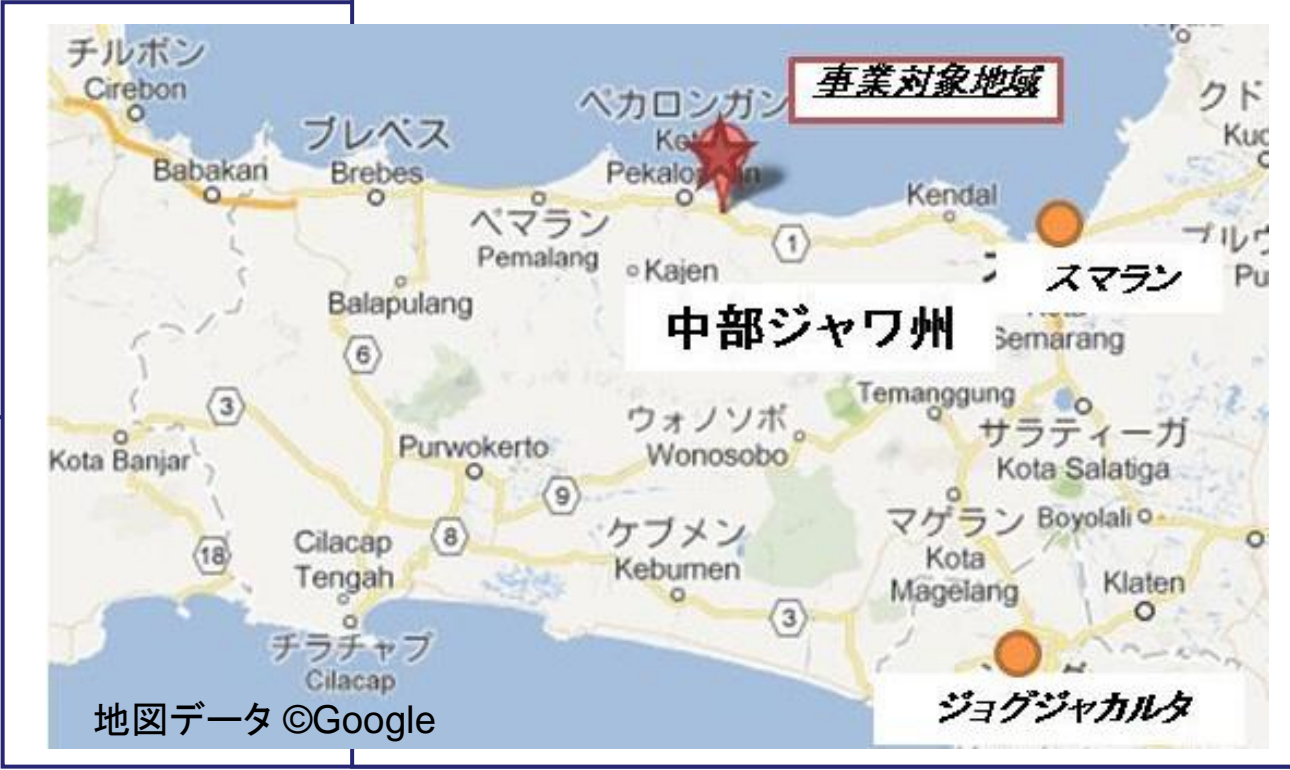 チルボン
Cirebon
事業対象地域
ペカロンガン
クド
ブレベス
Babakan
Brebes
Kendal
ペマラン
Pemalang
1
Kajen
スマラン
Balapulang
中部ジャワ州
Semarang
6
3
Temanggung
ウォノソボ
Wonosobo
サラティーガ
Kota Salatiga
Kota Banjar
Purwokerto
9
マゲラン
Kota
Magelang
Boyolali
18
Cilacap
Tengah
8
ケブメン
Kebumen
Klaten
3
チラチャプ
Cilacap
ジョグジャカルタ
地図データ ©Google